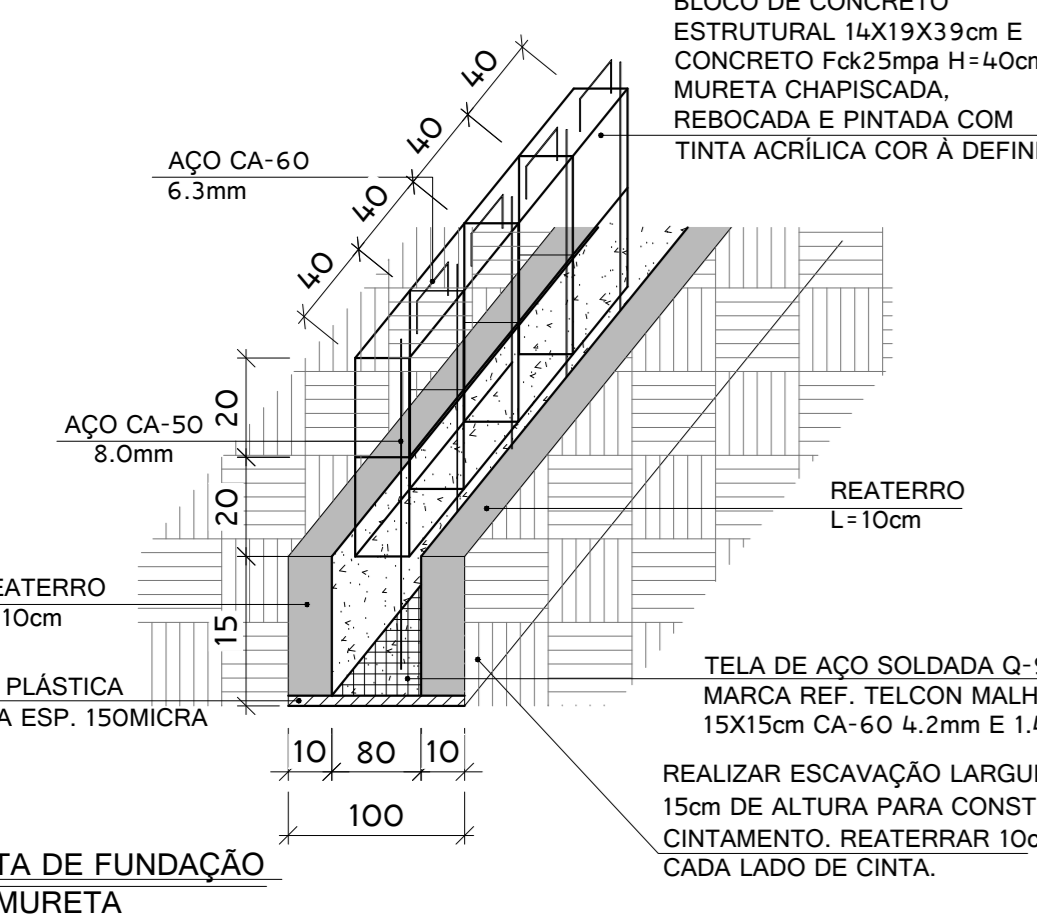 BLOCO DE CONCRETO
ESTRUTURAL 14X19X39cm E
CONCRETO Fck25mpa H=40cm
MURETA CHAPISCADA,
REBOCADA E PINTADA COM
TINTA ACRÍLICA COR À DEFIN
40
40
40
40
AÇO CA-60
6.3mm
20
AÇO CA-50
8.0mm
20
REATERRO
L=10cm
EATERRO
10cm
15
PLÁSTICA
A ESP. 150MICRA
TELA DE AÇO SOLDADA Q-9
MARCA REF. TELCON MALH
15X15cm CA-60 4.2mm E 1.4
10 80 10
100
REALIZAR ESCAVAÇÃO LARGU
15cm DE ALTURA PARA CONST
CINTAMENTO. REATERRAR 10c
CADA LADO DE CINTA.
TA DE FUNDAÇÃO
MURETA